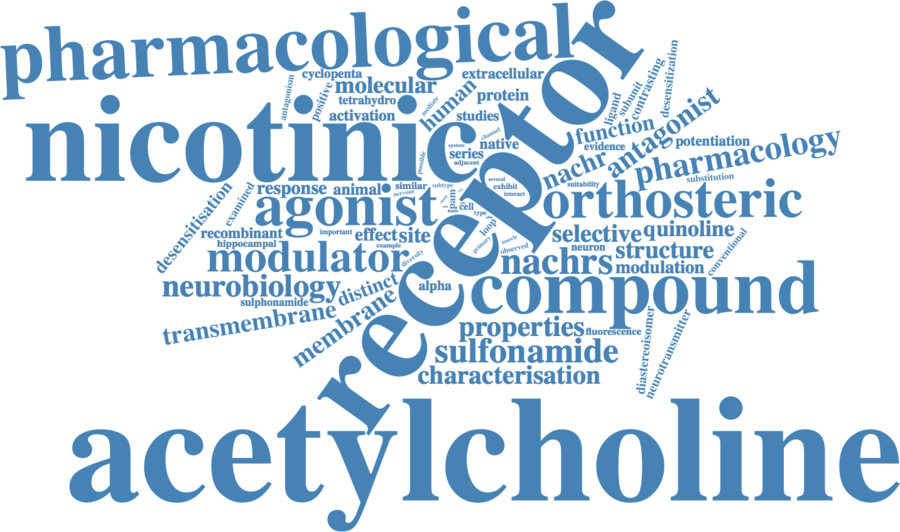 pharmacological
receptor
cyclopenta
extracellular
antagonism
positive
molecular
human
protein
ligand
subunit
contrasting
desensitization
tetrahydro
mediate
activation
studies
nicotinic
channel
function
antagonist
evidence
potentiation
system
native
series
adjacent
possible
nachr
pharmacology
substitution
desensitisation
examined
response
animal
similar
nervous
subtype
several
exhibit
interact
suitability
agonist
pam
cell
type
loop
orthosteric
recombinant
important
effect
site
example
primary
muscle
observed
selective
quinoline
hippocampal
neuron
structure
conventional
modulator
diversity
nachrs
modulation
neurobiology
distinct
alpha
compound
sulphonamide
transmembrane
membrane
properties
fluorescence
diastereoisomer
neurotransmitter
sulfonamide
characterisation
acetylcholine